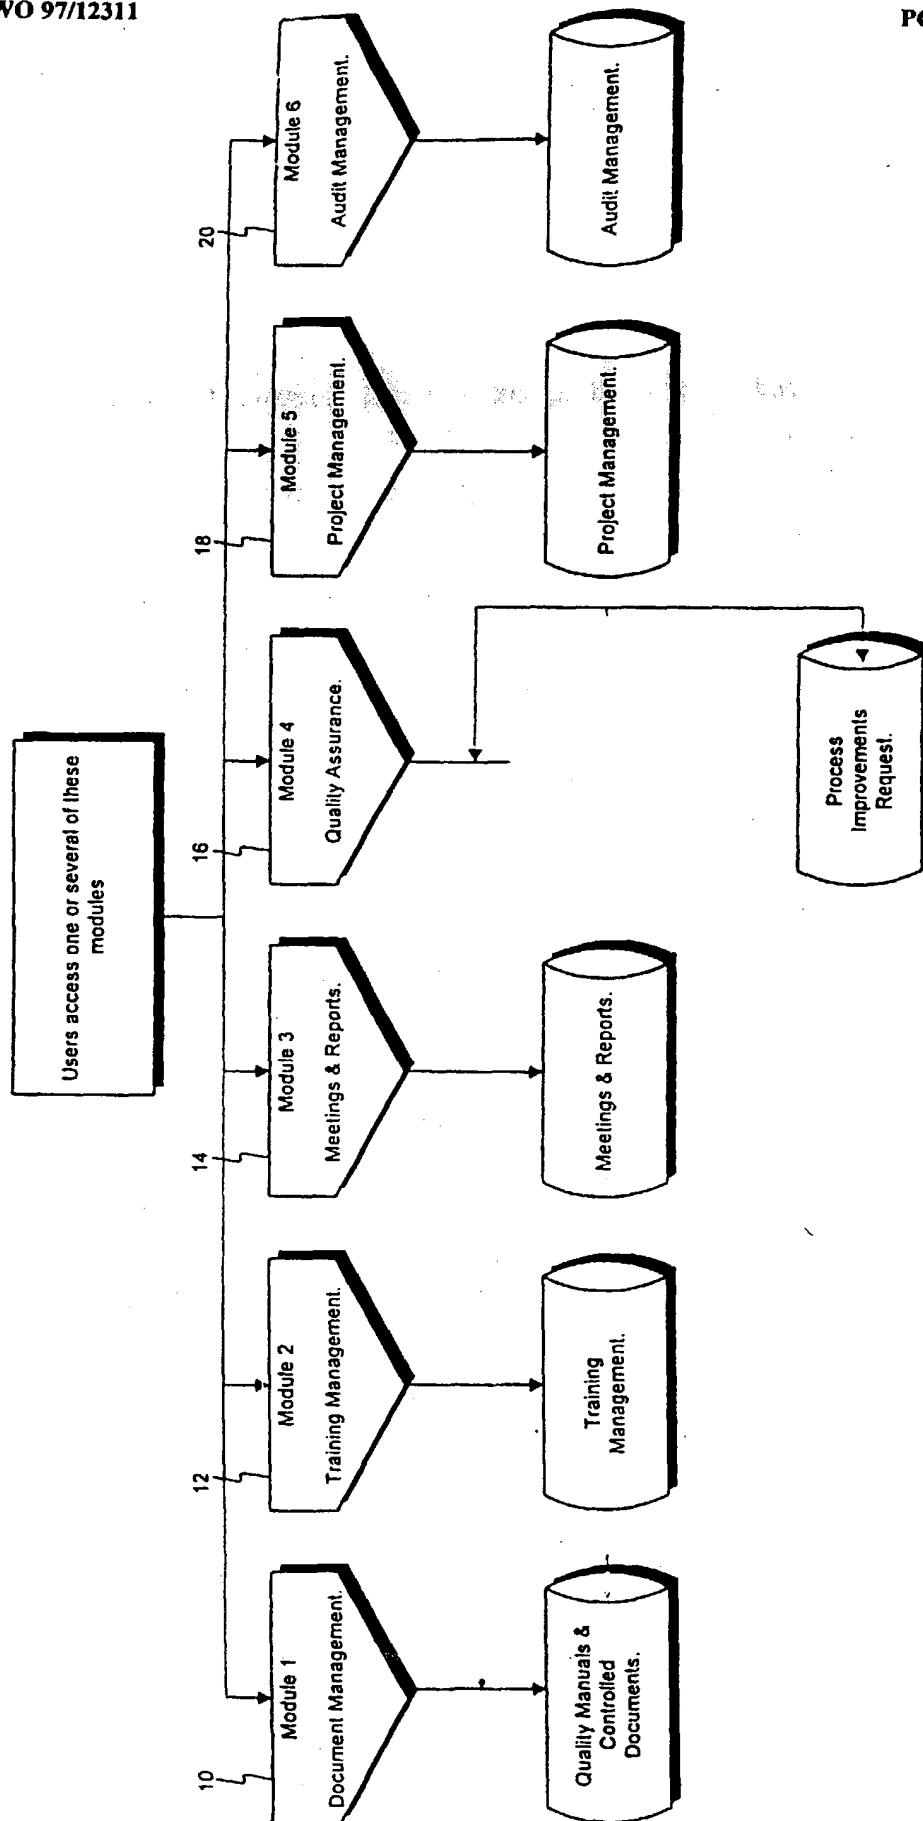 WO 97/12311
Users access one or several of these
modules
10
Module 1
Document Management.
12
Module 2
Training Management.
14
Module 3
Meetings & Reports.
16
Module 4
Quality Assurance.
18
Module 5
Project Management.
20
Module 6
Audit Management.
Quality Manuals &
Controlled
Documents.
Training
Management.
Meetings & Reports.
Process
Improvements
Request.
Project Management.
Audit Management.